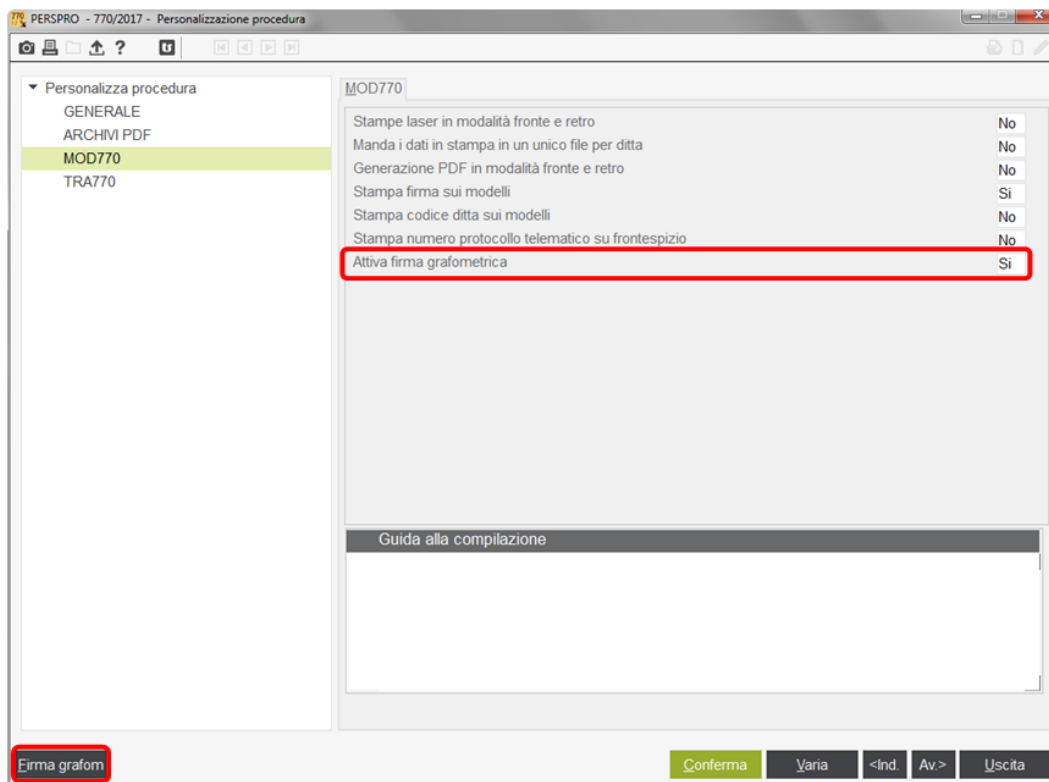 PERSPRO - 770/2017 - Personalizzazione procedura
Personalizza procedura
GENERALE
ARCHIVI PDF
MOD770
TRA770
MOD770
Stampe laser in modalità fronte e retro No
Manda i dati in stampa in un unico file per ditta No
Generazione PDF in modalità fronte e retro No
Stampa firma sui modelli Si
Stampa codice ditta sui modelli No
Stampa numero protocollo telematico su frontespizio No
Attiva firma grafometrica Si
Guida alla compilazione
Firma grafom
Conferma Varia <Ind. Av.> Uscita